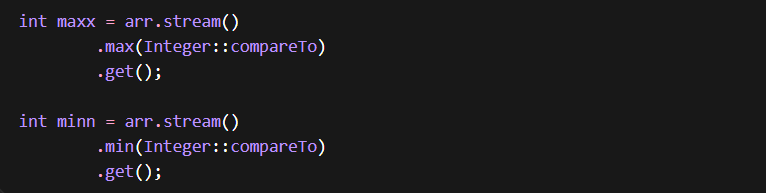 int maxx = arr.stream()
        .max(Integer::compareTo)
        .get();

int minn = arr.stream()
        .min(Integer::compareTo)
        .get();